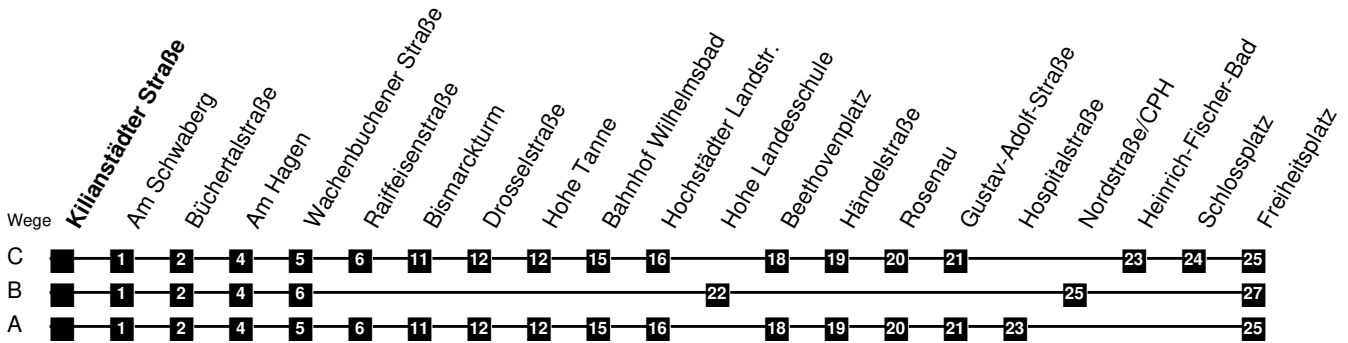 Kilianstädter Straße
Am Schwaberg
Büchertalstraße
Am Hagen
Wachenbuchener Straße
Raiffeisenstraße
Bismarckturm
Drosselstraße
Hohe Tanne
Bahnhof Wilhelmsbad
Hochstädter Landstr.
Hohe Landesschule
Beethovenplatz
Händelstraße
Rosenau
Gustav-Adolf-Straße
Hospitalstraße
Nordstraße/CPH
Heinrich-Fischer-Bad
Schlossplatz
Freiheitsplatz
Wege
C 1 2 4 5 6 11 12 12 15 16 18 19 20 21 23 24 25
B 1 2 4 6 22 25 27
A 1 2 4 5 6 11 12 12 15 16 18 19 20 21 23 25